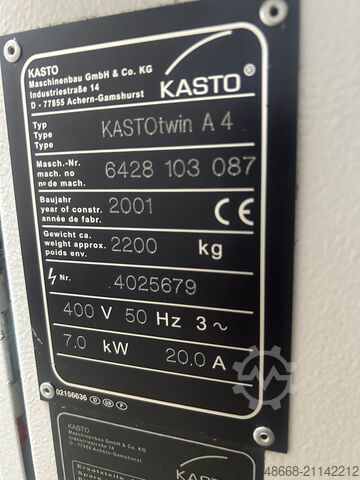 KASTO
Maschinenbau GmbH & Co. KG
Industriestraße 14
D - 77855 Achern-Gamshurst
KASTO®
Typ
Type
Type
KASTOtwin A 4
Masch.-Nr.
mach. no
n° de mach.
6428 103 087
Baujahr
year of constr.
année de fabr.
2001
CE
Gewicht ca.
weight approx.
poids env.
2200 kg
Nr. .4025679
400 V 50 Hz 3~
7.0 kW 20.0 A
02156636 D GB F
KASTO
Maschinenbau GmbH & Co. KG
Industriestraße 14
D - 77855 Achern-Gamshurst
KASTO
48668-21142212